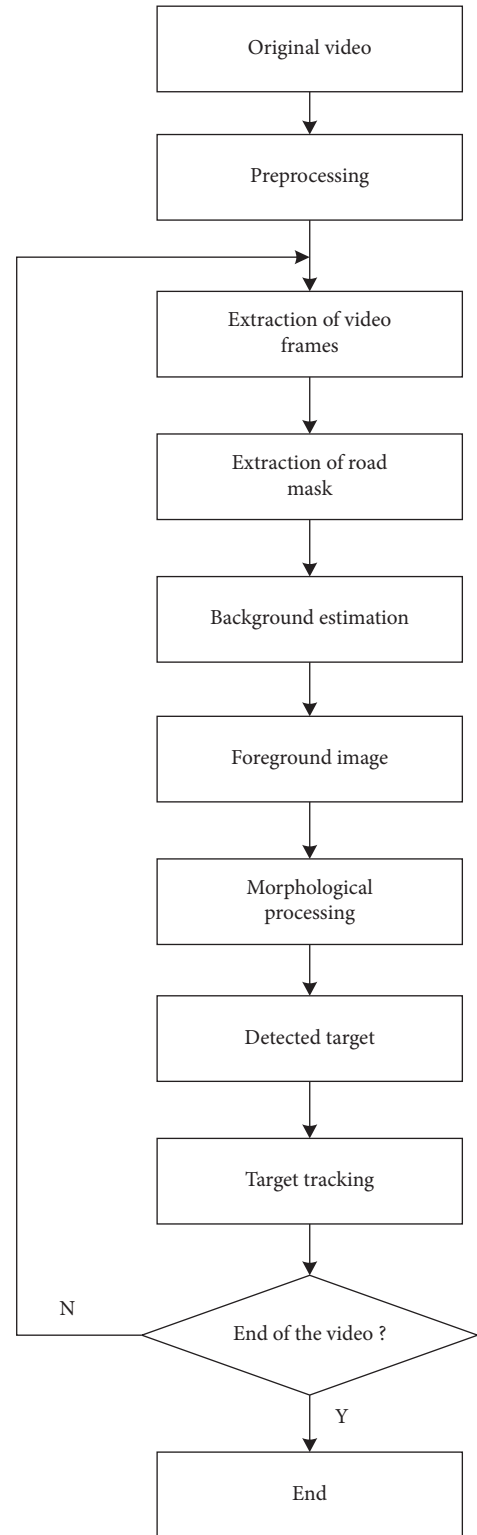 Original video
Preprocessing
Extraction of video
frames
Extraction of road
mask
Background estimation
Foreground image
Morphological
processing
Detected target
Target tracking
N
End of the video ?
Y
End